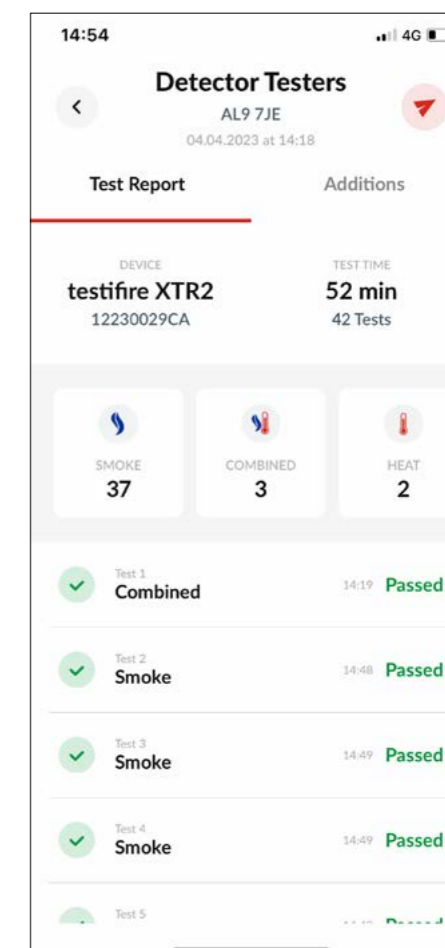 14:54 4G
Detector Testers
AL9 7JE
04.04.2023 at 14:18
Test Report Additions
DEVICE TEST TIME
testifire XTR2 52 min
12230029CA 42 Tests
SMOKE COMBINED HEAT
37 3 2
Test 1
Combined 14:19 Passed
Test 2
Smoke 14:48 Passed
Test 3
Smoke 14:49 Passed
Test 4
Smoke 14:49 Passed
Test 5